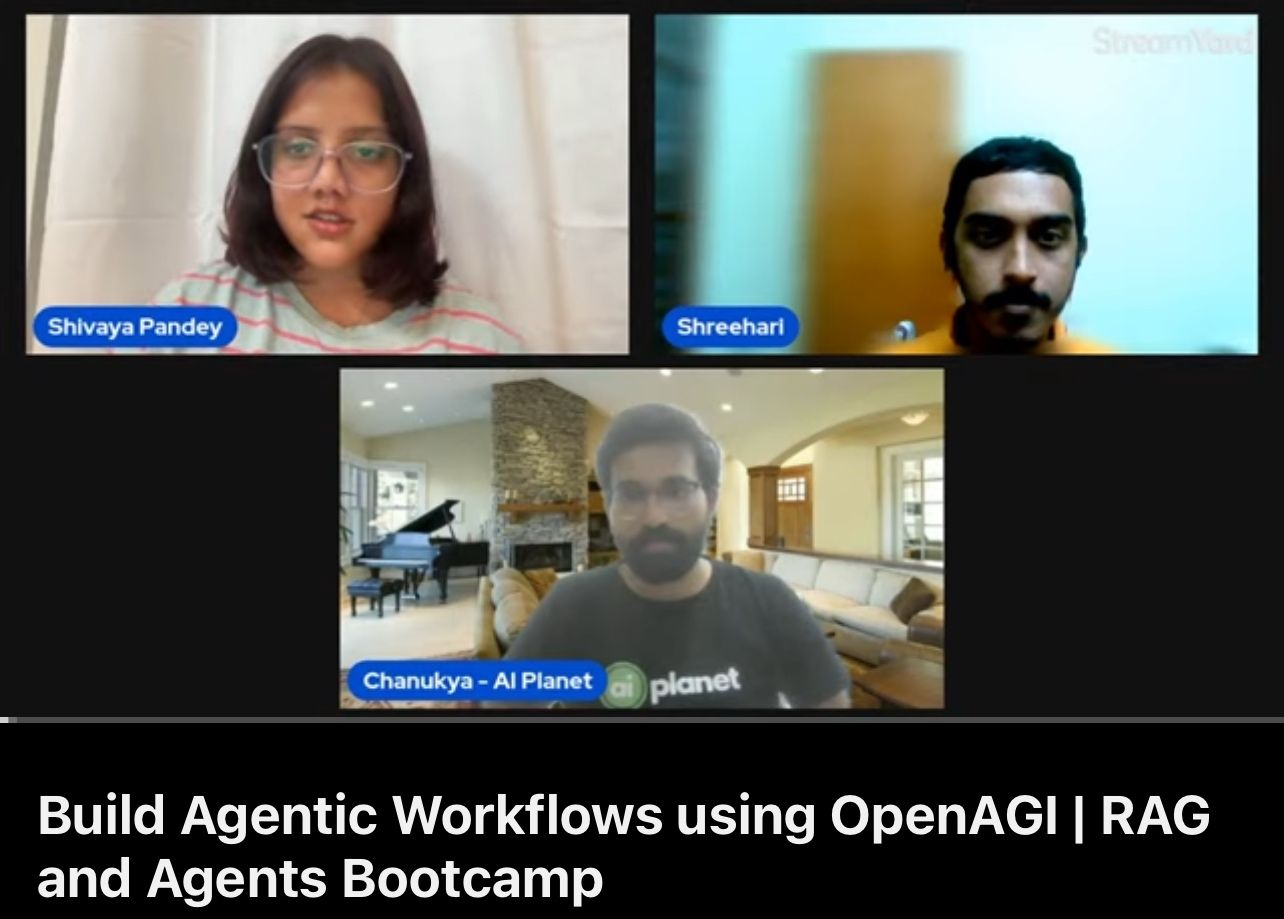 StreamYard
Shivaya Pandey
Shreehari
Chanukya - AI Planet
ai planet
Build Agentic Workflows using OpenAGI | RAG
and Agents Bootcamp